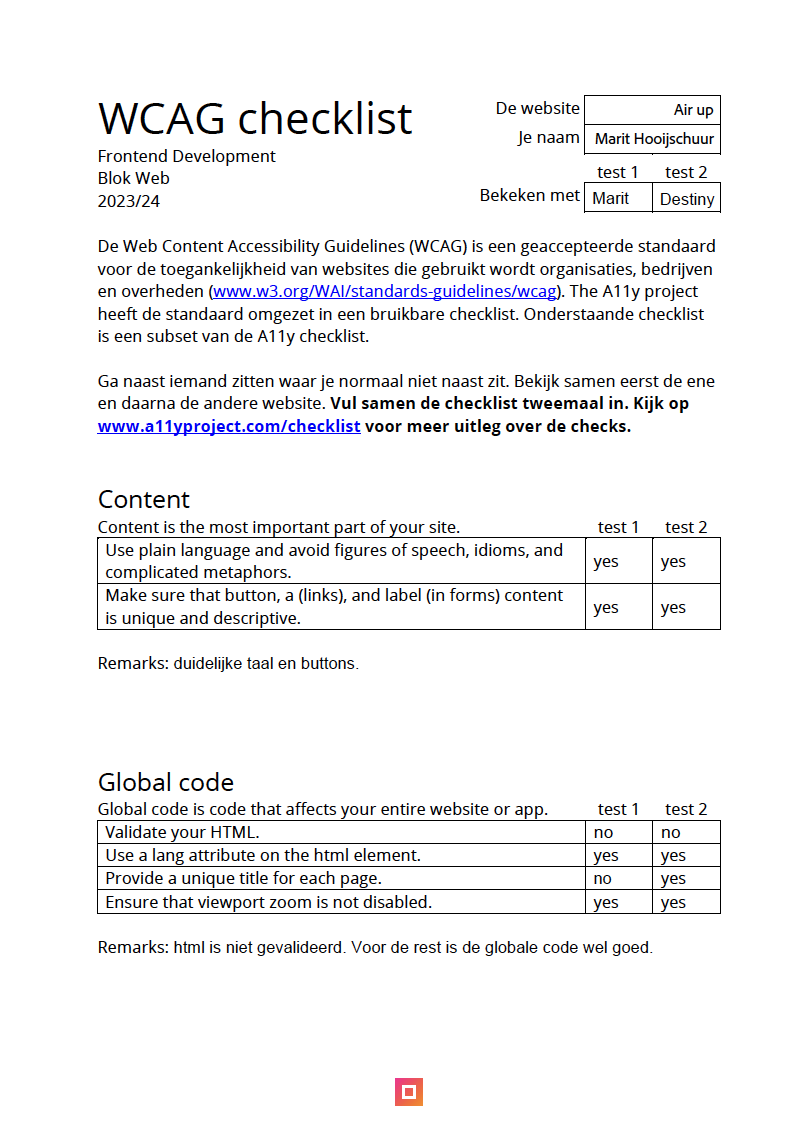 WCAG checklist
Frontend Development
Blok Web
2023/24
De website Air up
Je naam Marit Hooijschuur
test 1 test 2
Bekeken met Marit Destiny
De Web Content Accessibility Guidelines (WCAG) is een geaccepteerde standaard
voor de toegankelijkheid van websites die gebruikt wordt organisaties, bedrijven
en overheden (www.w3.org/WAI/standards-guidelines/wcag). The A11y project
heeft de standaard omgezet in een bruikbare checklist. Onderstaande checklist
is een subset van de A11y checklist.
Ga naast iemand zitten waar je normaal niet naast zit. Bekijk samen eerst de ene
en daarna de andere website. Vul samen de checklist tweemaal in. Kijk op
www.a11yproject.com/checklist voor meer uitleg over de checks.
Content
Content is the most important part of your site. test 1 test 2
Use plain language and avoid figures of speech, idioms, and
complicated metaphors. yes yes
Make sure that button, a (links), and label (in forms) content
is unique and descriptive. yes yes
Remarks: duidelijke taal en buttons.
Global code
Global code is code that affects your entire website or app. test 1 test 2
Validate your HTML. no no
Use a lang attribute on the html element. yes yes
Provide a unique title for each page. no yes
Ensure that viewport zoom is not disabled. yes yes
Remarks: html is niet gevalideerd. Voor de rest is de globale code wel goed.